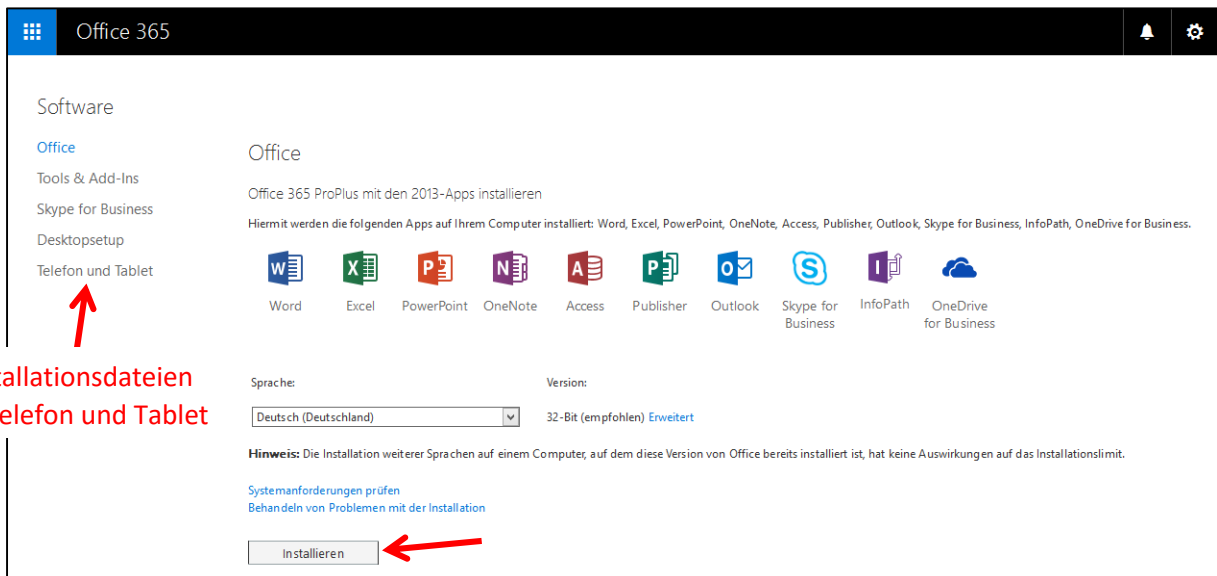 Office 365
Software
Office
Tools & Add-Ins
Skype for Business
Desktopsetup
Telefon und Tablet
tallationsdateien
elefon und Tablet
Office
Office 365 ProPlus mit den 2013-Apps installieren
Hiermit werden die folgenden Apps auf Ihrem Computer installiert: Word, Excel, PowerPoint, OneNote, Access, Publisher, Outlook, Skype for Business, InfoPath, OneDrive for Business.
Word Excel PowerPoint OneNote Access Publisher Outlook Skype for Business InfoPath OneDrive for Business
Sprache: Version:
Deutsch (Deutschland) 32-Bit (empfohlen) Erweitert
Hinweis: Die Installation weiterer Sprachen auf einem Computer, auf dem diese Version von Office bereits installiert ist, hat keine Auswirkungen auf das Installationslimit.
Systemanforderungen prüfen
Behandeln von Problemen mit der Installation
Installieren